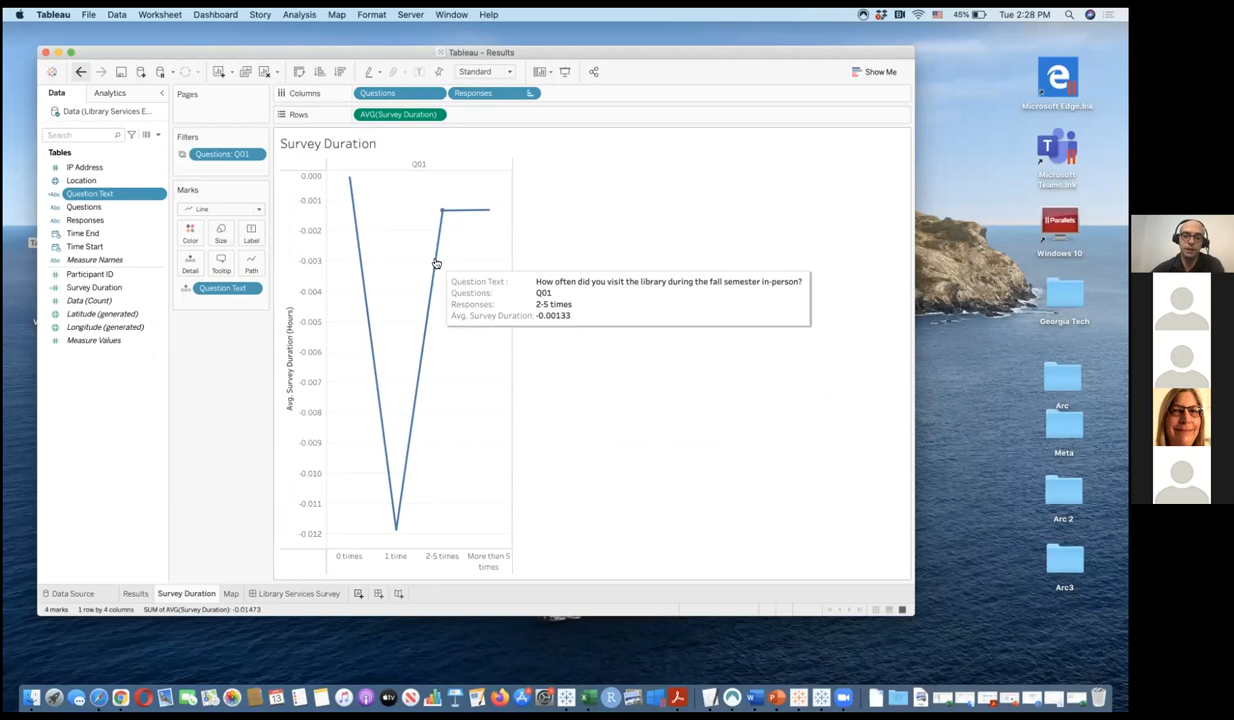 Tableau File Data Worksheet Dashboard Story Analysis Map Format Server Window Help 45% Tue 2:28 PM
Tableau - Results
Standard Show Me
Data Analytics Pages Columns Questions Responses
Data (Library Services E... Rows AVG(Survey Duration)
Search
Filters
Questions: Q01
Survey Duration
Tables
IP Address
Location
Abc Question Text
Abc Questions
Abc Responses
Time End
Time Start
Abc Measure Names
Participant ID
Survey Duration
Data (Count)
Latitude (generated)
Longitude (generated)
Measure Values
Marks
Line
Color Size Label
Detail Tooltip Path
Question Text
Q01
0.000
-0.001
-0.002
-0.003
-0.004
-0.005
-0.006
-0.007
-0.008
-0.009
-0.010
-0.011
-0.012
Avg. Survey Duration (Hours)
0 times 1 time 2-5 times More than 5 times
Question Text : How often did you visit the library during the fall semester in-person?
Questions: Q01
Responses: 2-5 times
Avg. Survey Duration: -0.00133
Data Source Results Survey Duration Map Library Services Survey
4 marks 1 row by 4 columns SUM of AVG(Survey Duration): -0.01473
Microsoft Edge.lnk
Microsoft
Teams.lnk
Parallels
Windows 10
Georgia Tech
Arc
Meta
Arc 2
Arc3